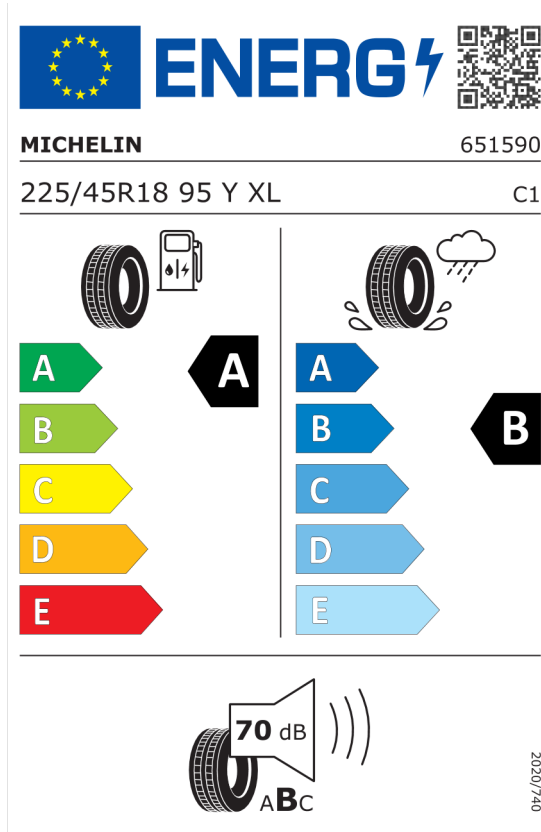 ENERG
MICHELIN 651590
225/45R18 95 Y XL C1
A A
B
C
D
E
A
B B
C
D
E
70 dB
ABC
2020/740